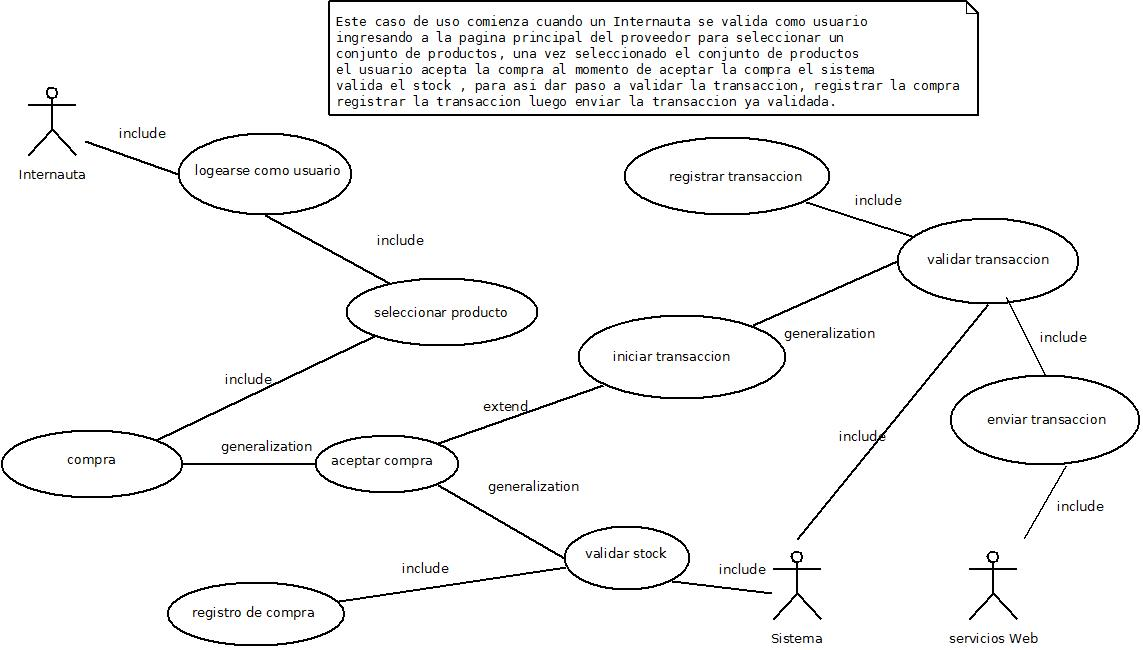 Este caso de uso comienza cuando un Internauta se valida como usuario
ingresando a la pagina principal del proveedor para seleccionar un
conjunto de productos, una vez seleccionado el conjunto de productos
el usuario acepta la compra al momento de aceptar la compra el sistema
valida el stock , para asi dar paso a validar la transaccion, registrar la compra
registrar la transaccion luego enviar la transaccion ya validada.
include
Internauta
logearse como usuario
registrar transaccion
include
include
validar transaccion
seleccionar producto
generalization
include
iniciar transaccion
include
extend
enviar transaccion
include
generalization
compra
aceptar compra
generalization
include
validar stock
include
include
registro de compra
Sistema
servicios Web